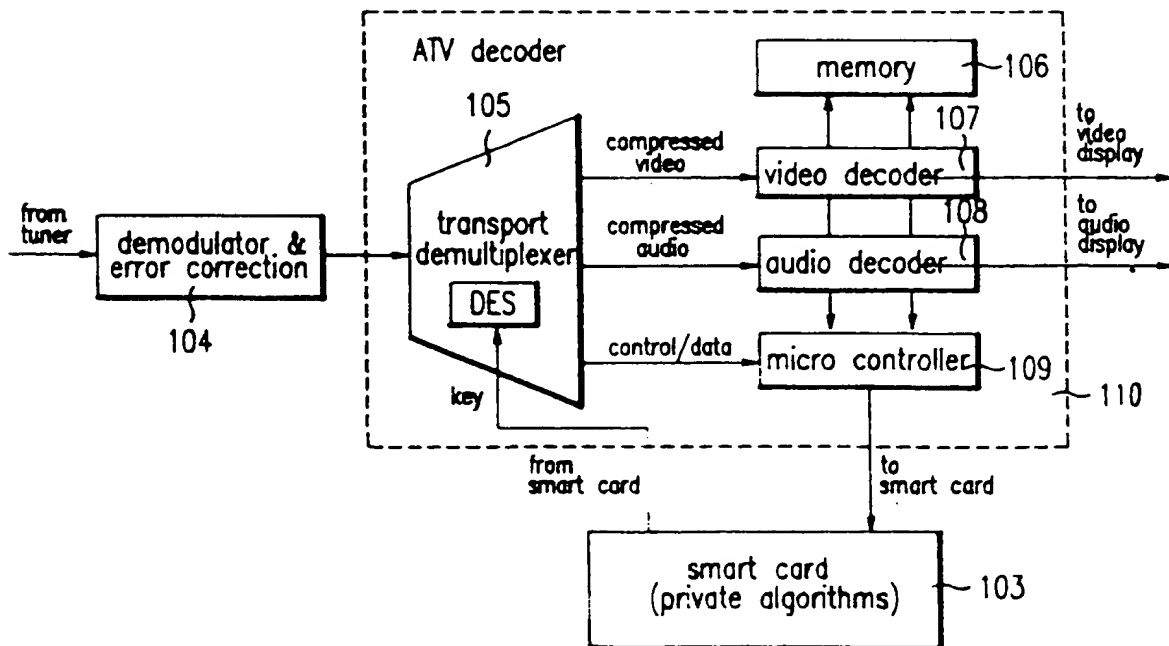 ATV decoder
memory
106
105
107
to
video
display
compressed
video
video decoder
108
from
tuner
demodulator &
error correction
104
transport
demultiplexer
compressed
audio
audio decoder
to
audio
display
DES
control/data
micro controller
109
110
key
from
smart card
to
smart card
smart card
(private algorithms)
103